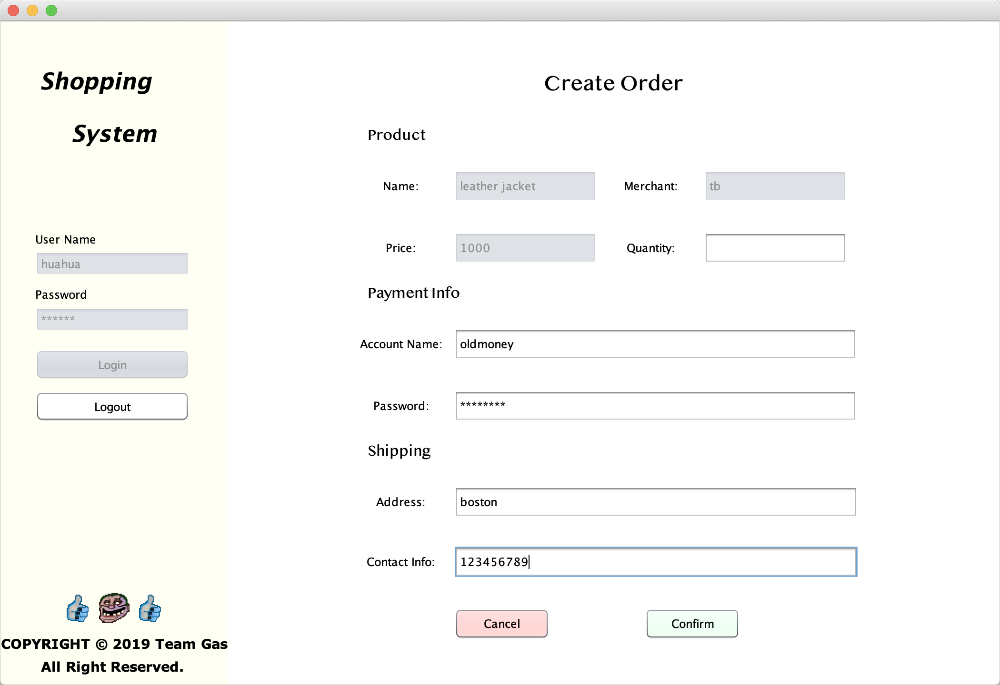 Shopping
System
User Name
huahua
Password
******
Login
Logout
COPYRIGHT © 2019 Team Gas
All Right Reserved.
Create Order
Product
Name: leather jacket Merchant: tb
Price: 1000 Quantity:
Payment Info
Account Name: oldmoney
Password: ********
Shipping
Address: boston
Contact Info: 123456789
Cancel Confirm